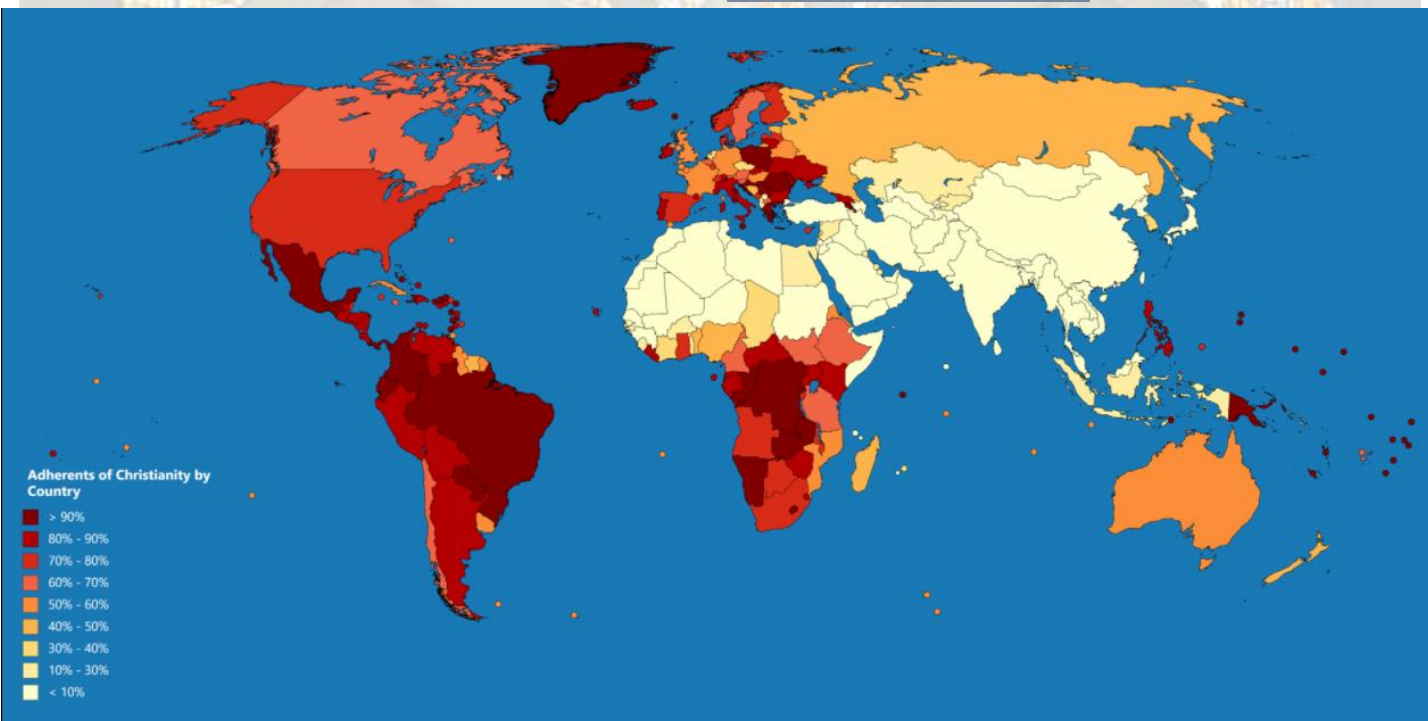 Adherents of Christianity by
Country
> 90%
80% - 90%
70% - 80%
60% - 70%
50% - 60%
40% - 50%
30% - 40%
10% - 30%
< 10%